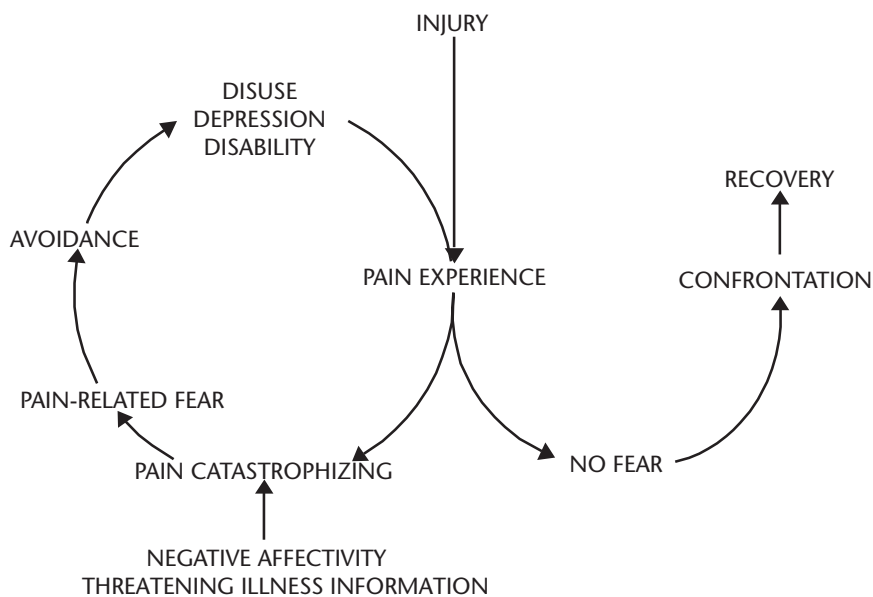 INJURY
DISUSE
DEPRESSION
DISABILITY
RECOVERY
AVOIDANCE
PAIN EXPERIENCE
CONFRONTATION
PAIN-RELATED FEAR
PAIN CATASTROPHIZING
NO FEAR
NEGATIVE AFFECTIVITY
THREATENING ILLNESS INFORMATION